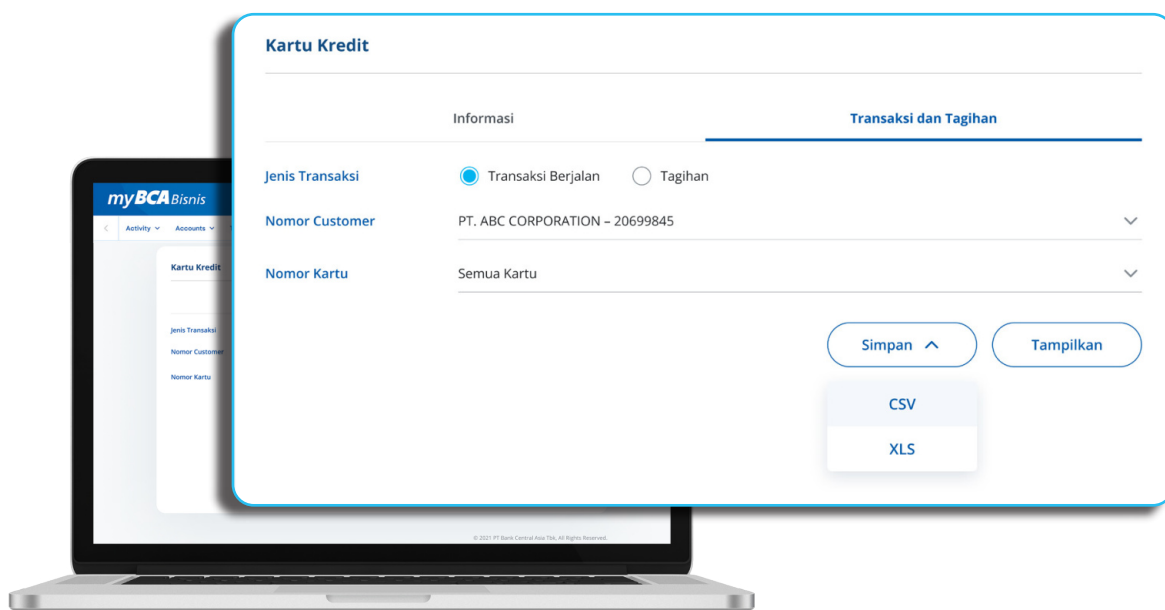 Kartu Kredit
Informasi
Transaksi dan Tagihan
Jenis Transaksi
Transaksi Berjalan
Tagihan
Nomor Customer
PT. ABC CORPORATION – 20699845
Nomor Kartu
Semua Kartu
Simpan
Tampilkan
CSV
XLS
myBCA Bisnis
Activity
Accounts
Kartu Kredit
Jenis Transaksi
Nomor Customer
Nomor Kartu
© 2021 PT Bank Central Asia Tbk, All Rights Reserved.